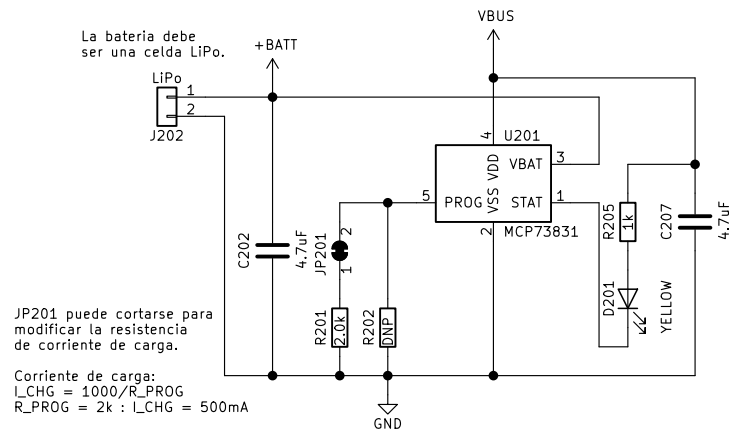 La bateria debe
ser una celda LiPo.
+BATT
VBUS
LiPo
1
2
J202
4
U201
VDD
VBAT
3
5
PROG
VSS
STAT
1
2
MCP73831
C202
4.7uF
JP201
2
1
R201
2.0k
R202
DNP
R205
1k
D201
YELLOW
C207
4.7uF
GND
JP201 puede cortarse para
modificar la resistencia
de corriente de carga.
Corriente de carga:
I_CHG = 1000/R_PROG
R_PROG = 2k : I_CHG = 500mA